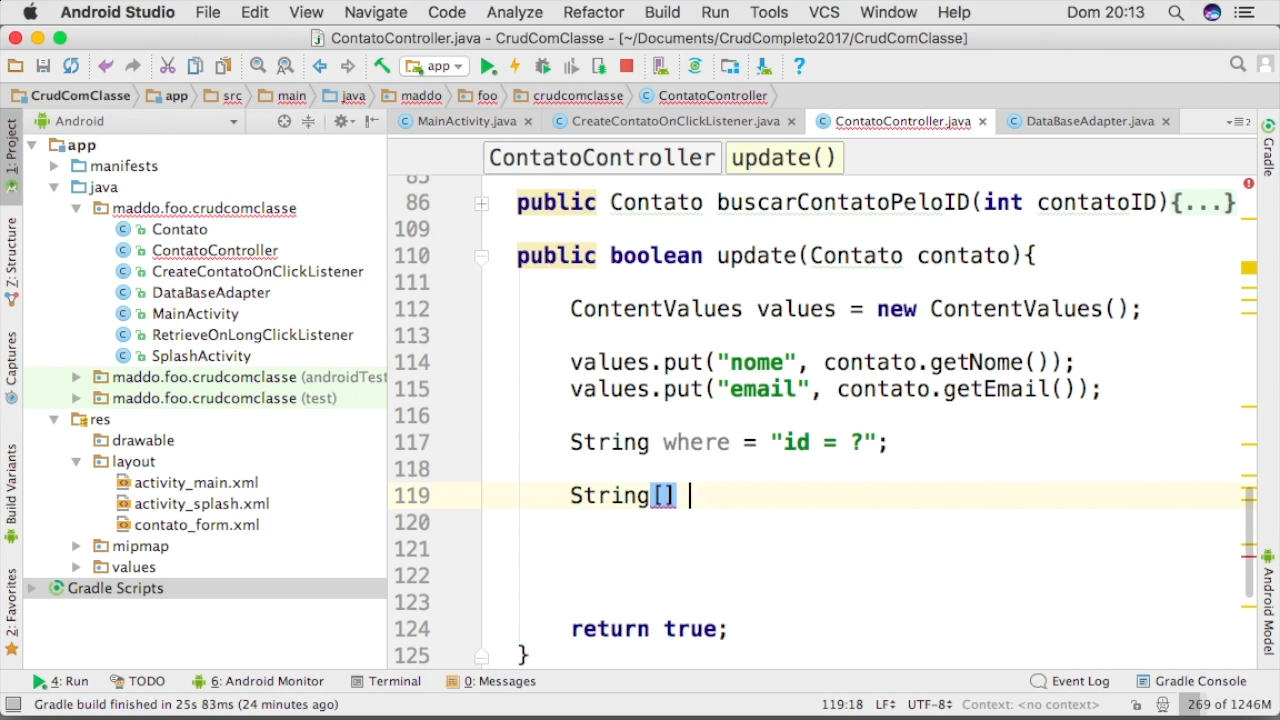 Android Studio File Edit View Navigate Code Analyze Refactor Build Run Tools VCS Window Help Dom 20:13
ContatoController.java - CrudComClasse - [~/Documents/CrudCompleto2017/CrudComClasse]
app
CrudComClasse app src main java maddo foo crudcomclasse ContatoController
Android
MainActivity.java CreateContatoOnClickListener.java ContatoController.java DataBaseAdapter.java
1: Project
Z: Structure
Captures
Build Variants
2: Favorites
app
manifests
java
maddo.foo.crudcomclasse
Contato
ContatoController
CreateContatoOnClickListener
DataBaseAdapter
MainActivity
RetrieveOnLongClickListener
SplashActivity
maddo.foo.crudcomclasse (androidTest
maddo.foo.crudcomclasse (test)
res
drawable
layout
activity_main.xml
activity_splash.xml
contato_form.xml
mipmap
values
Gradle Scripts
ContatoController update()
85
86 public Contato buscarContatoPeloID(int contatoID){...}
109
110 public boolean update(Contato contato){
111
112 ContentValues values = new ContentValues();
113
114 values.put("nome", contato.getNome());
115 values.put("email", contato.getEmail());
116
117 String where = "id = ?";
118
119 String[]
120
121
122
123
124 return true;
125 }
Gradle
Android Model
4: Run TODO 6: Android Monitor Terminal 0: Messages Event Log Gradle Console
Gradle build finished in 25s 83ms (24 minutes ago) 119:18 LF UTF-8 Context: <no context> 269 of 1246M